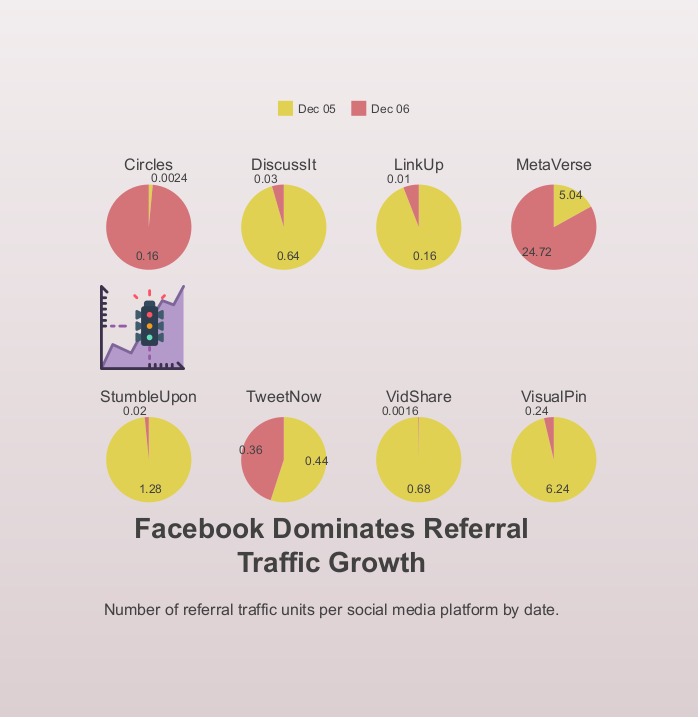 Dec 05 Dec 06
Circles DiscussIt LinkUp MetaVerse
0.0024 0.03 0.01 5.04
0.16 0.64 0.16 24.72
StumbleUpon TweetNow VidShare VisualPin
0.02 0.36 0.0016 0.24
1.28 0.44 0.68 6.24
Facebook Dominates Referral
Traffic Growth
Number of referral traffic units per social media platform by date.